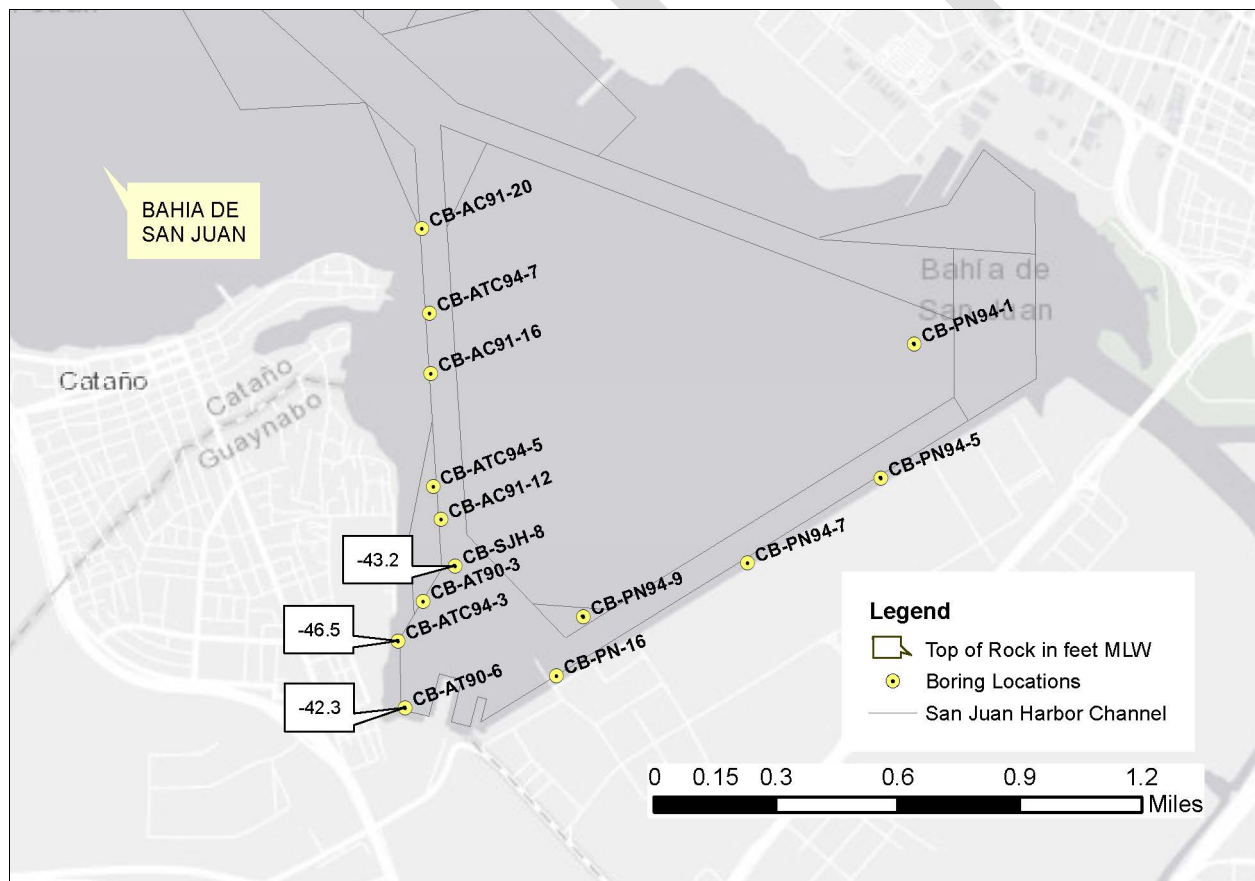 BAHIA DE
SAN JUAN
CB-AC91-20
CB-ATC94-7
CB-AC91-16
Bahía de
San Juan
CB-PN94-1
Cataño
Cataño
Guaynabo
CB-ATC94-5
CB-AC91-12
CB-PN94-5
-43.2
CB-SJH-8
CB-PN94-7
CB-AT90-3
CB-PN94-9
-46.5
CB-ATC94-3
CB-PN-16
-42.3
CB-AT90-6
Legend
Top of Rock in feet MLW
Boring Locations
San Juan Harbor Channel
0 0.15 0.3 0.6 0.9 1.2
Miles